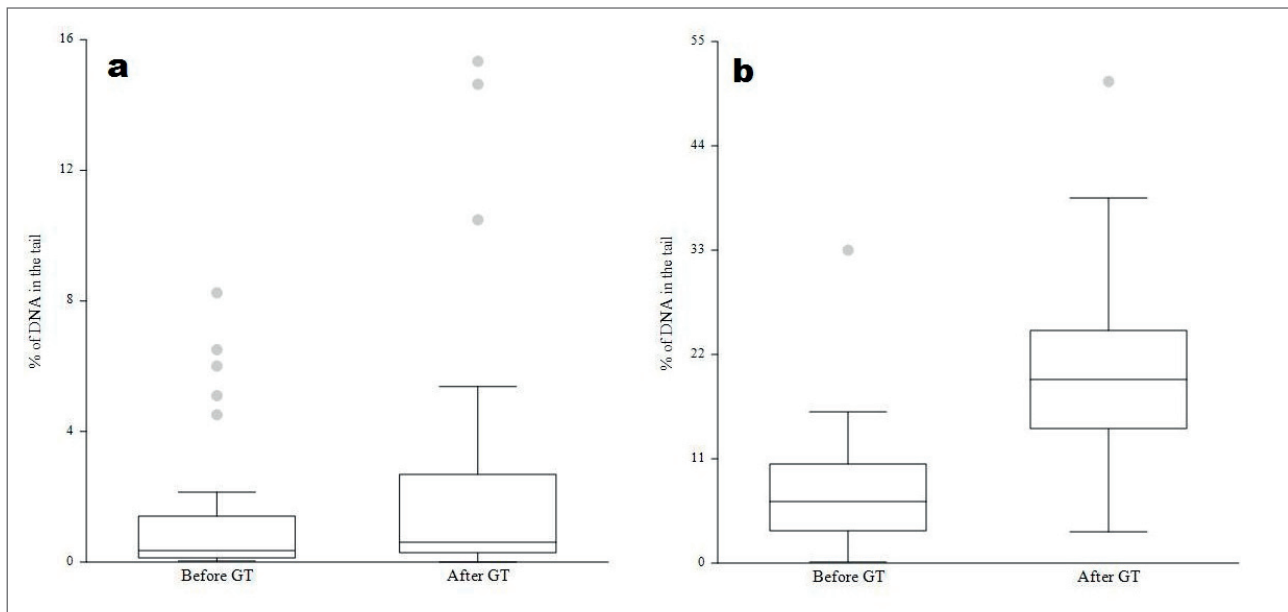 a
% of DNA in the tail
16
12
8
4
0
Before GT
After GT
b
% of DNA in the tail
55
44
33
22
11
0
Before GT
After GT